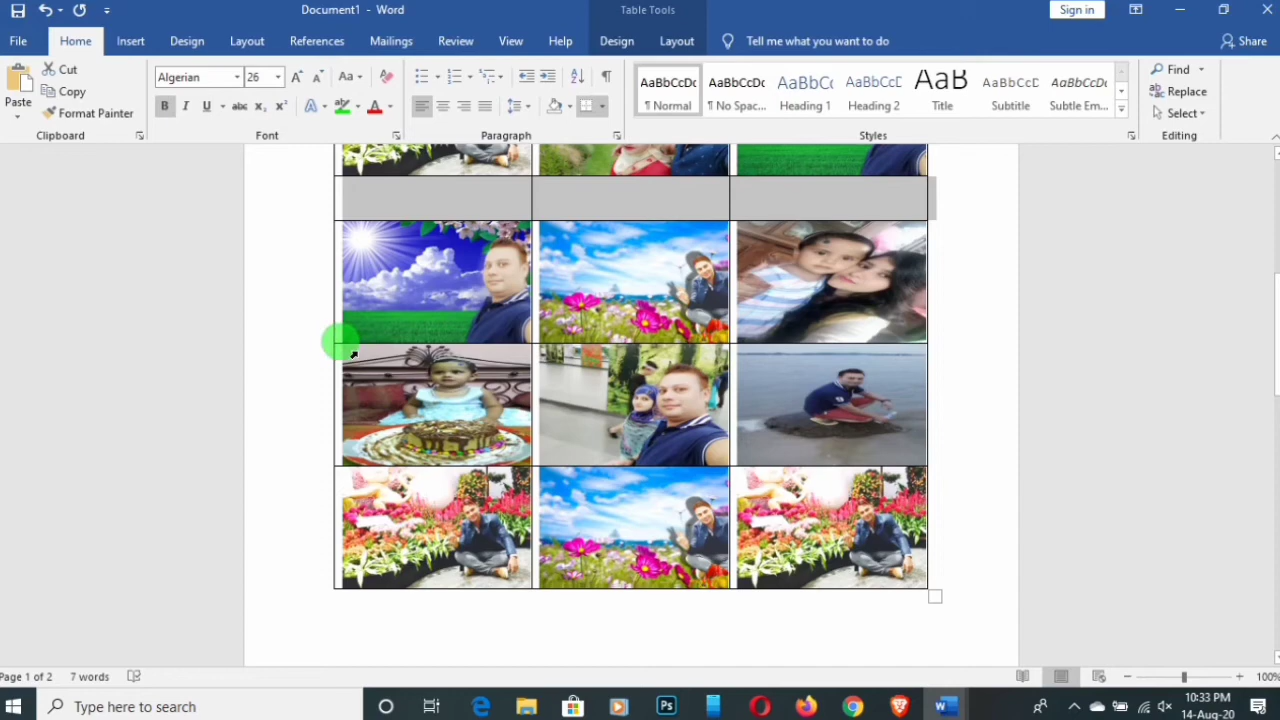 Document1 - Word
Table Tools
Sign in
File Home Insert Design Layout References Mailings Review View Help Design Layout Tell me what you want to do Share
Paste
Cut
Copy
Format Painter
Clipboard
Algerian 26
Font
Paragraph
AaBbCcDc AaBbCcDc AaBbC AaBbCcD AaB AaBbCcD AaBbCcDc
¶ Normal ¶ No Spac... Heading 1 Heading 2 Title Subtitle Subtle Em...
Styles
Find
Replace
Select
Editing
Page 1 of 2 7 words 100%
Type here to search
10:33 PM
14-Aug-20